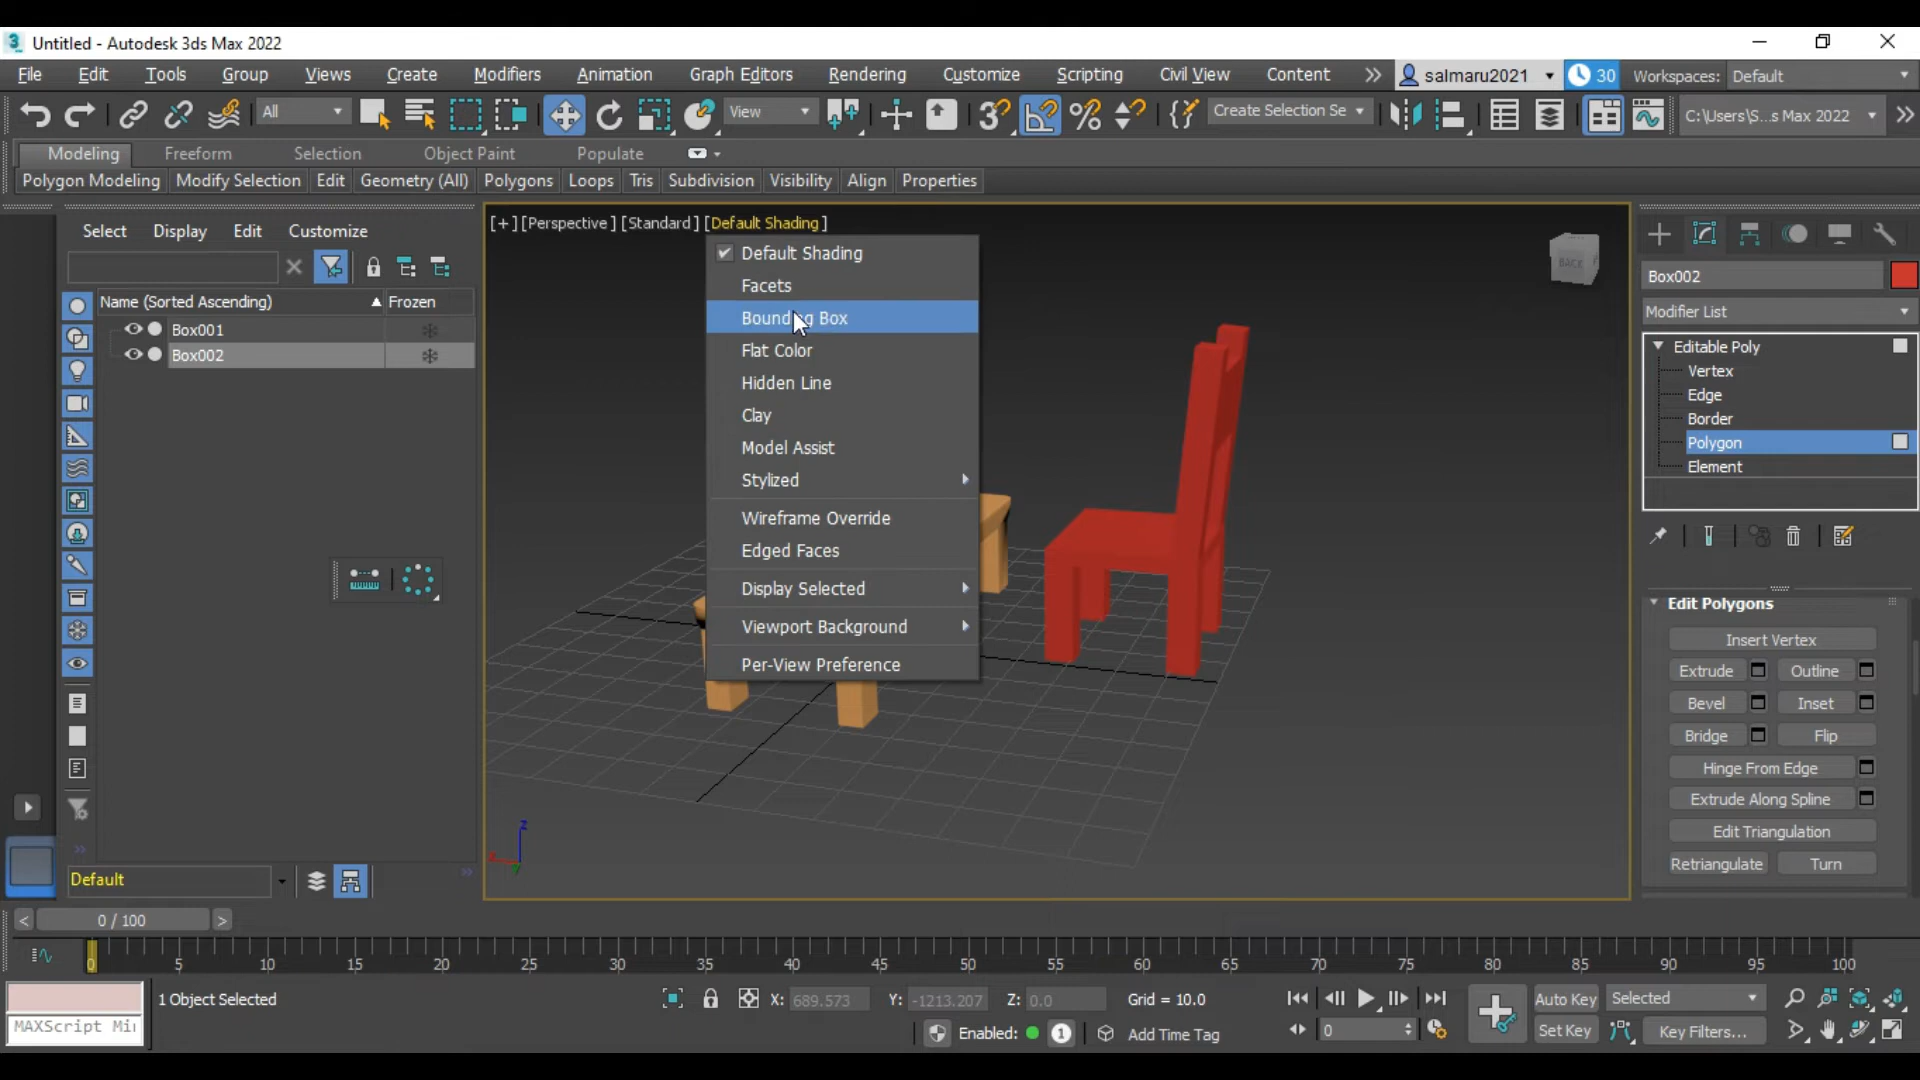 Untitled - Autodesk 3ds Max 2022
File Edit Tools Group Views Create Modifiers Animation Graph Editors Rendering Customize Scripting Civil View Content salmaru2021 30 Workspaces: Default
All View Create Selection Se C:\Users\S...s Max 2022
Modeling Freeform Selection Object Paint Populate
Polygon Modeling Modify Selection Edit Geometry (All) Polygons Loops Tris Subdivision Visibility Align Properties
Select Display Edit Customize
Name (Sorted Ascending) Frozen
Box001
Box002
Default
[+] [Perspective] [Standard] [Default Shading]
Default Shading
Facets
Bounding Box
Flat Color
Hidden Line
Clay
Model Assist
Stylized
Wireframe Override
Edged Faces
Display Selected
Viewport Background
Per-View Preference
BACK
z
Box002
Modifier List
Editable Poly
Vertex
Edge
Border
Polygon
Element
Edit Polygons
Insert Vertex
Extrude Outline
Bevel Inset
Bridge Flip
Hinge From Edge
Extrude Along Spline
Edit Triangulation
Retriangulate Turn
< 0 / 100 >
0 5 10 15 20 25 30 35 40 45 50 55 60 65 70 75 80 85 90 95 100
1 Object Selected X: 689.573 Y: -1213.207 Z: 0.0 Grid = 10.0 Auto Key Selected
MAXScript Mi Enabled: 1 Add Time Tag 0 Set Key Key Filters...